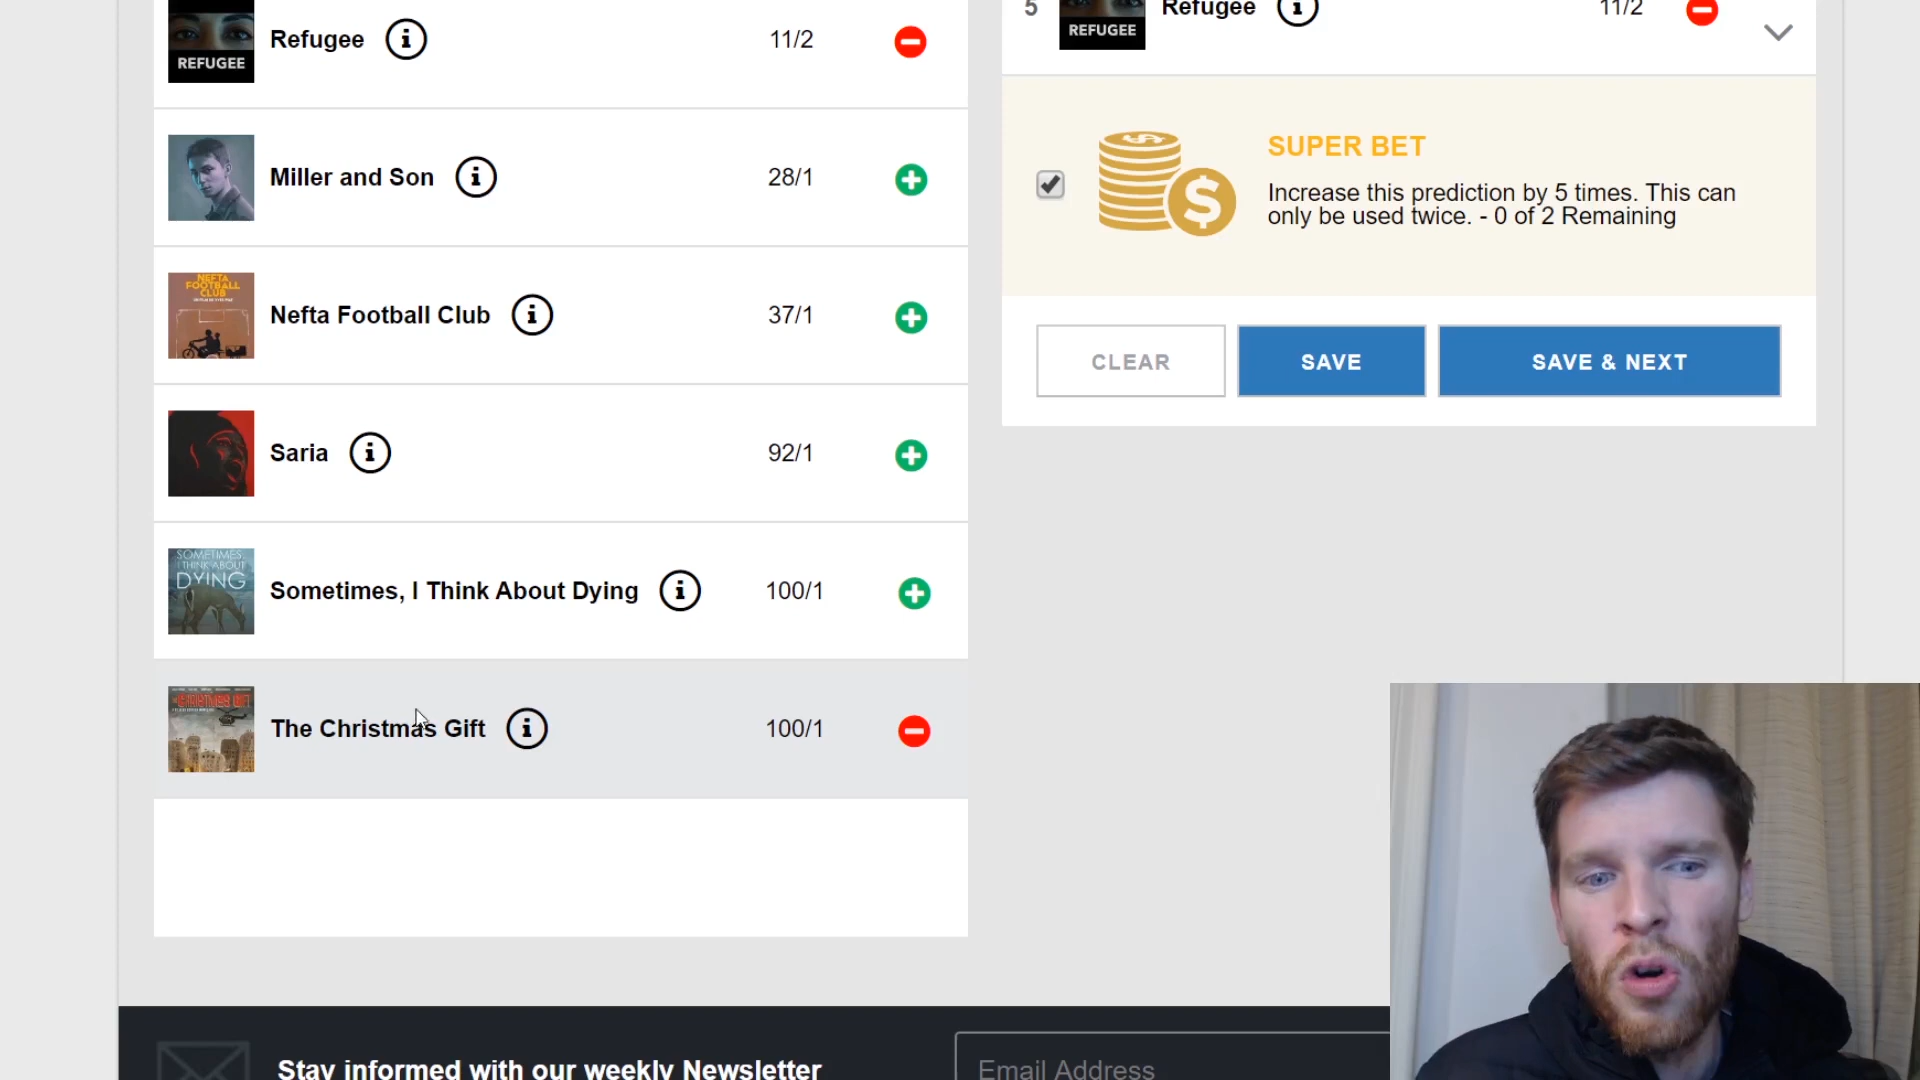 Refugee
11/2
REFUGEE
Miller and Son
28/1
NEFTA
FOOTBALL
CLUB
Nefta Football Club
37/1
Saria
92/1
SOMETIMES,
I THINK ABOUT
DYING
Sometimes, I Think About Dying
100/1
The Christmas Gift
100/1
5
Refugee
11/2
REFUGEE
SUPER BET
Increase this prediction by 5 times. This can
only be used twice. - 0 of 2 Remaining
CLEAR
SAVE
SAVE & NEXT
Stay informed with our weekly Newsletter
Email Address